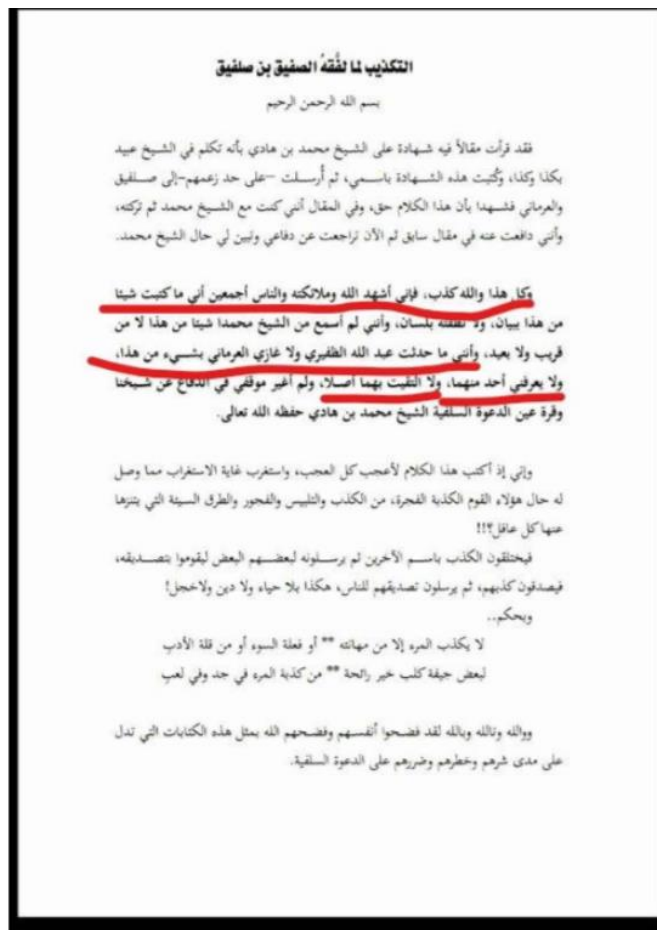 التكذيب لما لفَّقهُ الصفيق بن صلفيق
بسم الله الرحمن الرحيم
فقد قرأت مقالاً فيه شهادة على الشيخ محمد بن هادي بأنه تكلم في الشيخ عبيد
بكذا وكذا، وكُتبت هذه الشهادة باسمي، ثم أُرسلت –على حد زعمهم- إلى صلفيق
والعرماني فشهدا بأن هذا الكلام حق، وفي المقال أنني كنت مع الشيخ محمد ثم تركته،
وأنني دافعت عنه في مقال سابق ثم الآن تراجعت عن دفاعي وتبين لي حال الشيخ محمد.
وكل هذا والله كذب، فإني أشهد الله وملائكته والناس أجمعين أني ما كتبت شيئا
من هذا ببيان، ولا نطقته بلسان، وأنني لم أسمع من الشيخ محمدا شيئا من هذا لا من
قريب ولا بعيد، وأنني ما حدثت عبد الله الظفيري ولا غازي العرماني بشيء من هذا،
ولا يعرفني أحد منهما، ولا التقيت بهما أصلا، ولم أغير موقفي في الدفاع عن شيخنا
وقرة عين الدعوة السلفية الشيخ محمد بن هادي حفظه الله تعالى.
وإني إذ أكتب هذا الكلام لأعجب كل العجب، واستغرب غاية الاستغراب مما وصل
له حال هؤلاء القوم الكذبة الفجرة، من الكذب والتلبيس والفجور والطرق السيئة التي يتنزها
عنها كل عاقل؟!!
فيختلقون الكذب باسم الآخرين ثم يرسلونه لبعضهم البعض ليقوموا بتصديقه،
فيصدقون كذبهم، ثم يرسلون تصديقهم للناس، هكذا بلا حياء ولا دين ولاخجل!
وبحكم..
لا يكذب المرء إلا من مهانته ** أو فعلة السوء أو من قلة الأدبِ
لبعض جيفة كلب خير رائحة ** من كذبة المرء في جد وفي لعبِ
ووالله وتالله وبالله لقد فضحوا أنفسهم وفضحهم الله بمثل هذه الكتابات التي تدل
على مدى شرهم وخطرهم وضررهم على الدعوة السلفية.